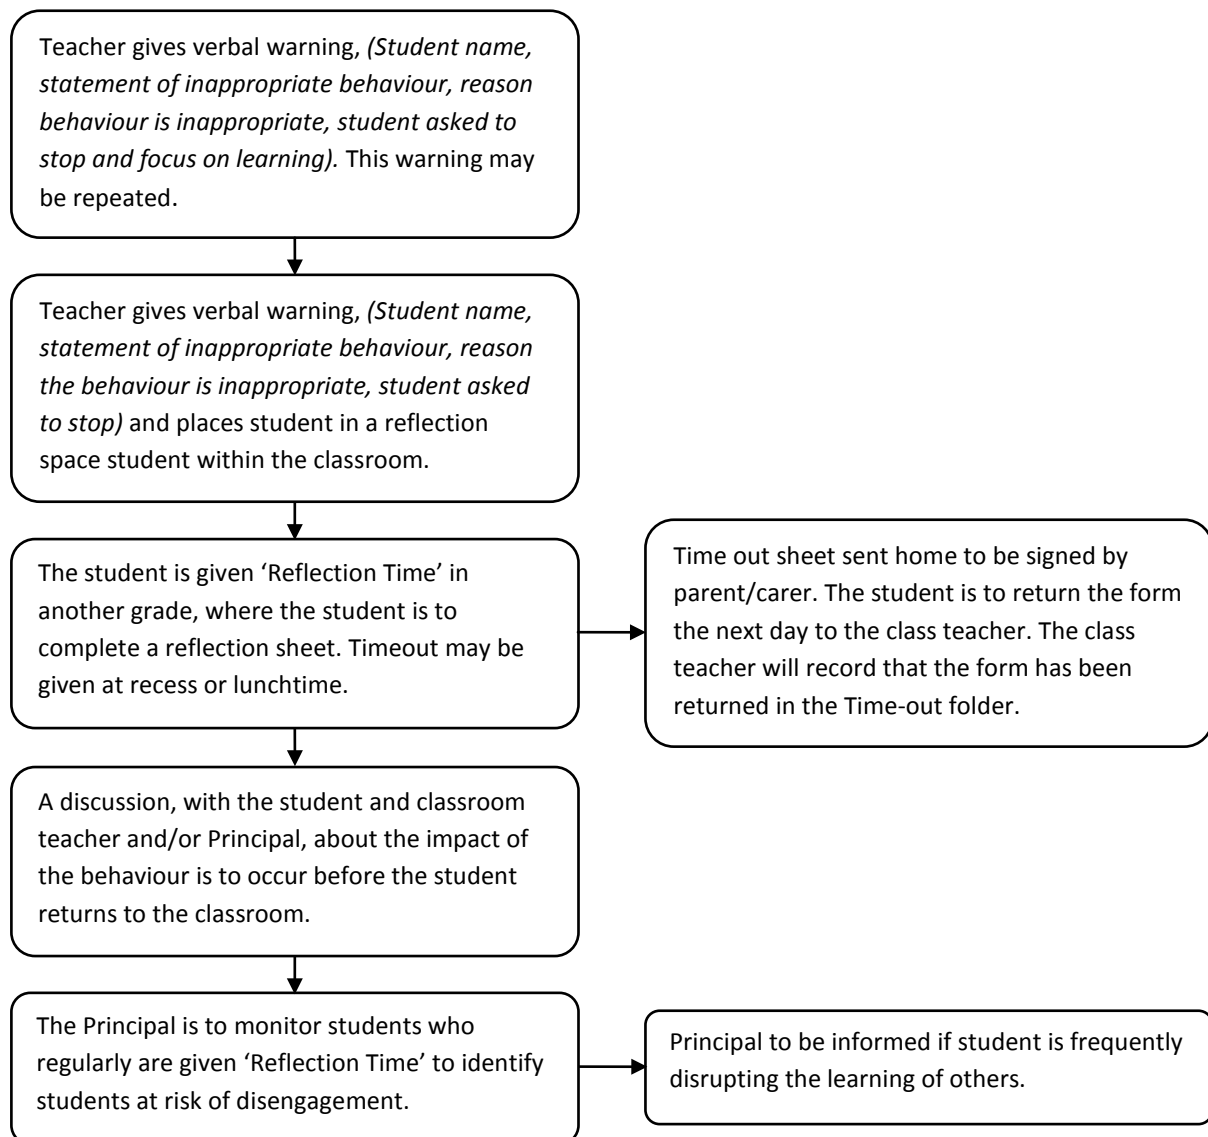 Teacher gives verbal warning, (Student name,
statement of inappropriate behaviour, reason
behaviour is inappropriate, student asked to
stop and focus on learning). This warning may
be repeated.
Teacher gives verbal warning, (Student name,
statement of inappropriate behaviour, reason
the behaviour is inappropriate, student asked
to stop) and places student in a reflection
space student within the classroom.
The student is given ‘Reflection Time’ in
another grade, where the student is to
complete a reflection sheet. Timeout may be
given at recess or lunchtime.
Time out sheet sent home to be signed by
parent/carer. The student is to return the form
the next day to the class teacher. The class
teacher will record that the form has been
returned in the Time-out folder.
A discussion, with the student and classroom
teacher and/or Principal, about the impact of
the behaviour is to occur before the student
returns to the classroom.
The Principal is to monitor students who
regularly are given ‘Reflection Time’ to identify
students at risk of disengagement.
Principal to be informed if student is frequently
disrupting the learning of others.